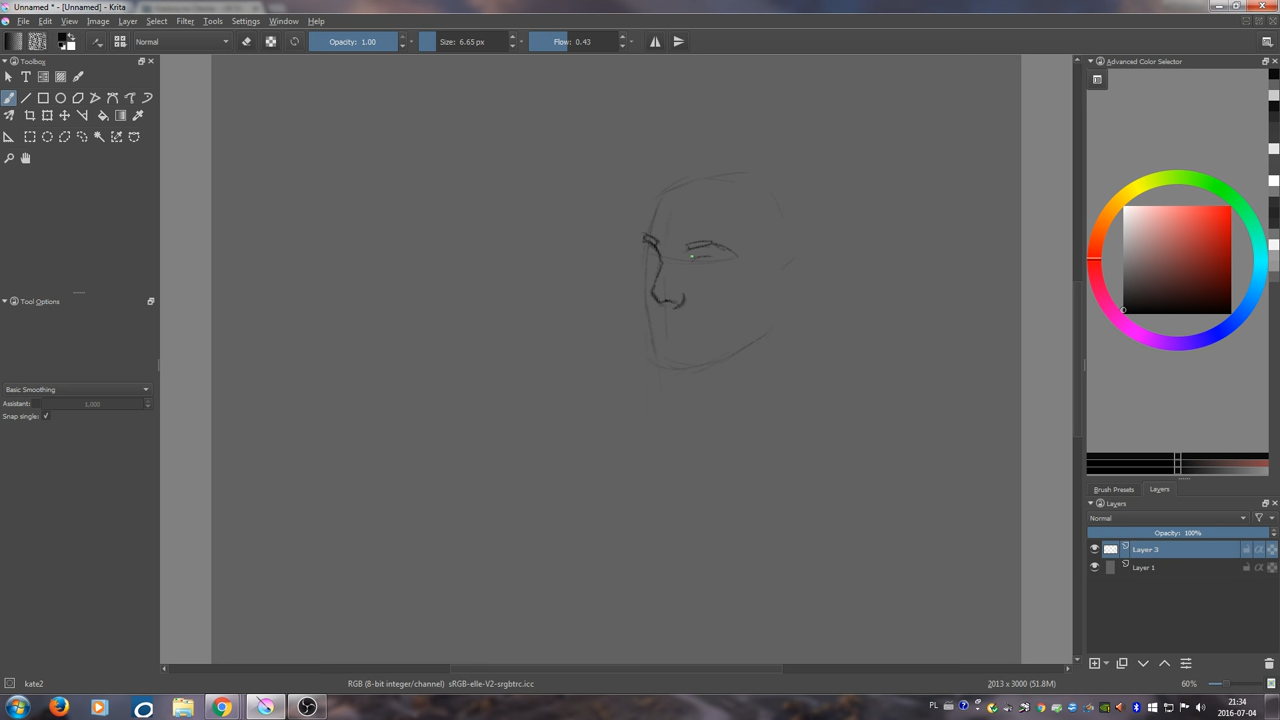 Unnamed * - [Unnamed] - Krita
File Edit View Image Layer Select Filter Tools Settings Window Help
Normal Opacity: 1.00 Size: 6.65 px Flow: 0.43
Toolbox
Advanced Color Selector
Tool Options
Basic Smoothing
Assistant: 1,000
Snap single:
Brush Presets Layers
Layers
Normal
Opacity: 100%
Layer 3
Layer 1
kate2 RGB (8-bit integer/channel) sRGB-elle-V2-srgbtrc.icc 2013 x 3000 (51.8M) 60%
PL 21:34
2016-07-04